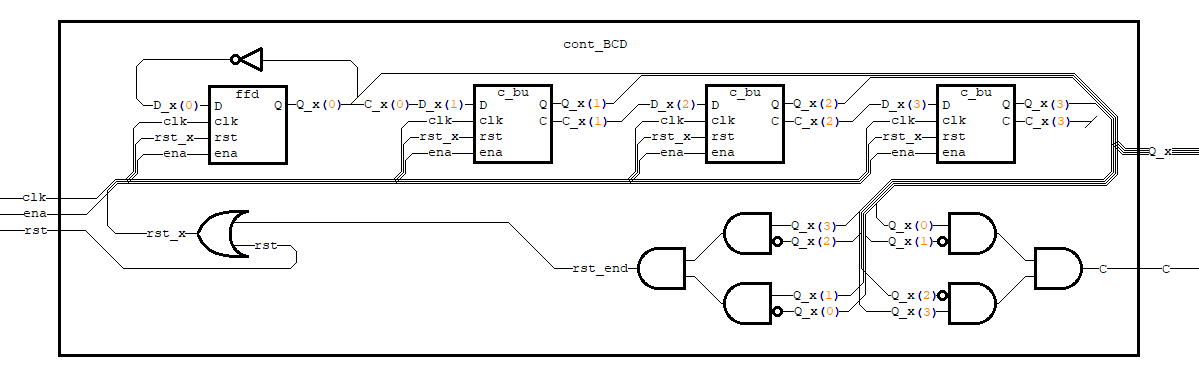 cont_BCD
ffd c_bu c_bu c_bu
D_x(0) D Q Q_x(0) C_x(0) D_x(1) D Q Q_x(1) D_x(2) D Q Q_x(2) D_x(3) D Q Q_x(3)
clk clk clk clk C C_x(1) clk clk C C_x(2) clk clk C C_x(3)
rst_x rst rst_x rst rst_x rst rst_x rst
ena ena ena ena ena ena ena ena
Q_x
clk
ena
rst
rst_x rst
rst_end
Q_x(3) Q_x(0)
Q_x(2) Q_x(1)
C C
Q_x(1) Q_x(2)
Q_x(0) Q_x(3)